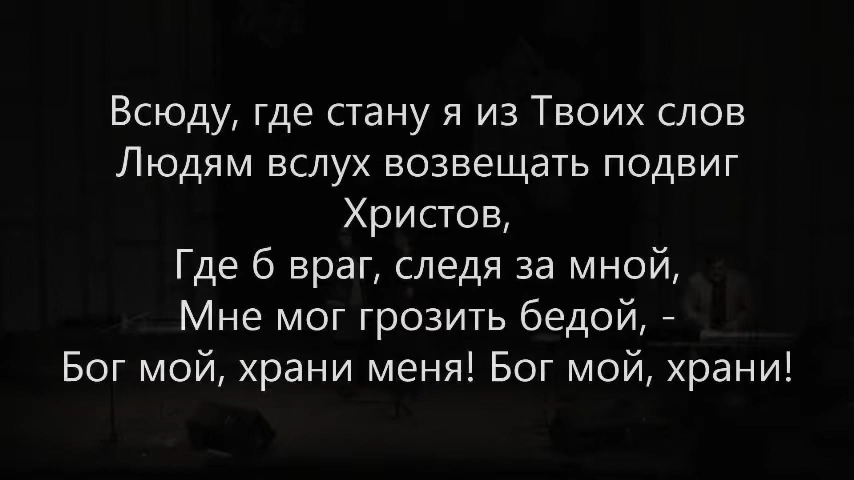 Всюду, где стану я из Твоих слов
Людям вслух возвещать подвиг
Христов,
Где б враг, следя за мной,
Мне мог грозить бедой, -
Бог мой, храни меня! Бог мой, храни!